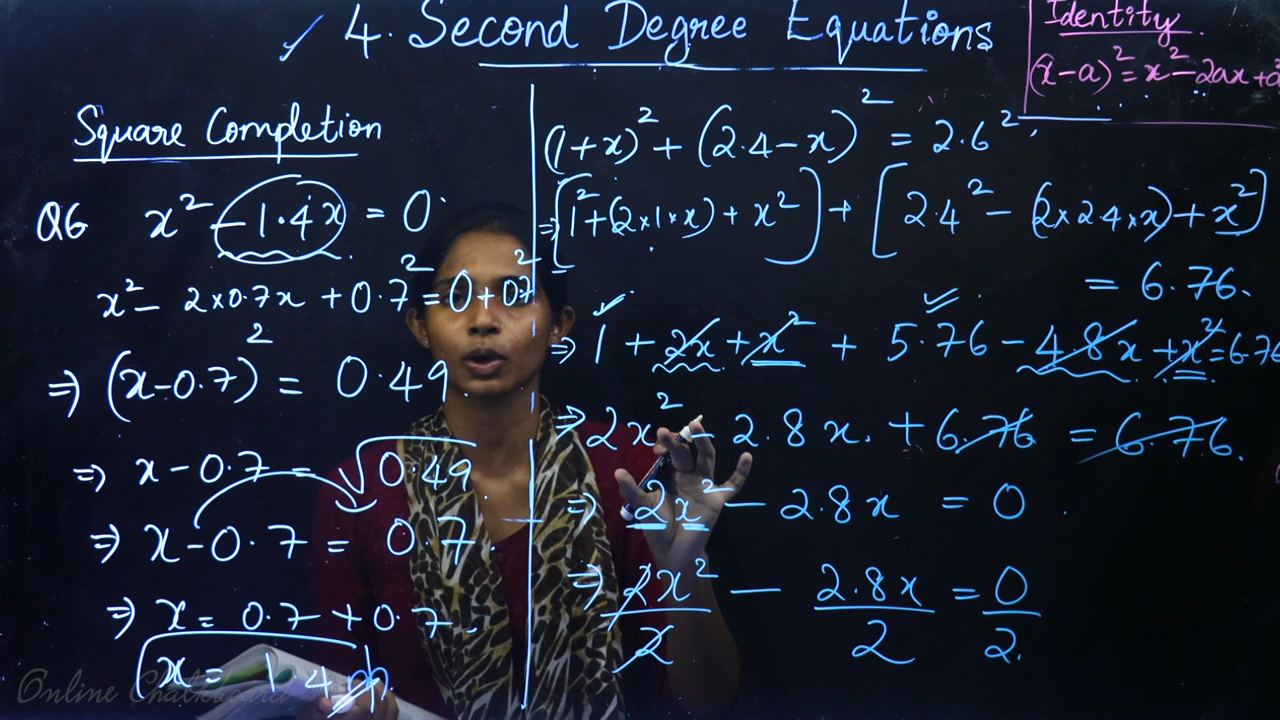 ✓ 4. Second Degree Equations
Identity
(x-a)² = x² - 2ax + a²
Square Completion
Q6 x² - 1.4x = 0
x² - 2×0.7x + 0.7² = 0 + 0.7²
⇒ (x-0.7)² = 0.49
⇒ x - 0.7 = √0.49
⇒ x - 0.7 = 0.7
⇒ x = 0.7 + 0.7
x = 1.4
(1+x)² + (2.4-x)² = 2.6²
⇒ [1² + (2×1×x) + x²] + [2.4² - (2×2.4×x) + x²]
= 6.76
⇒ 1 + 2x + x² + 5.76 - 4.8x + x² = 6.76
⇒ 2x² - 2.8x + 6.76 = 6.76
⇒ 2x² - 2.8x = 0
⇒ 2x²/2 - 2.8x/2 = 0/2
Online Chalkboard